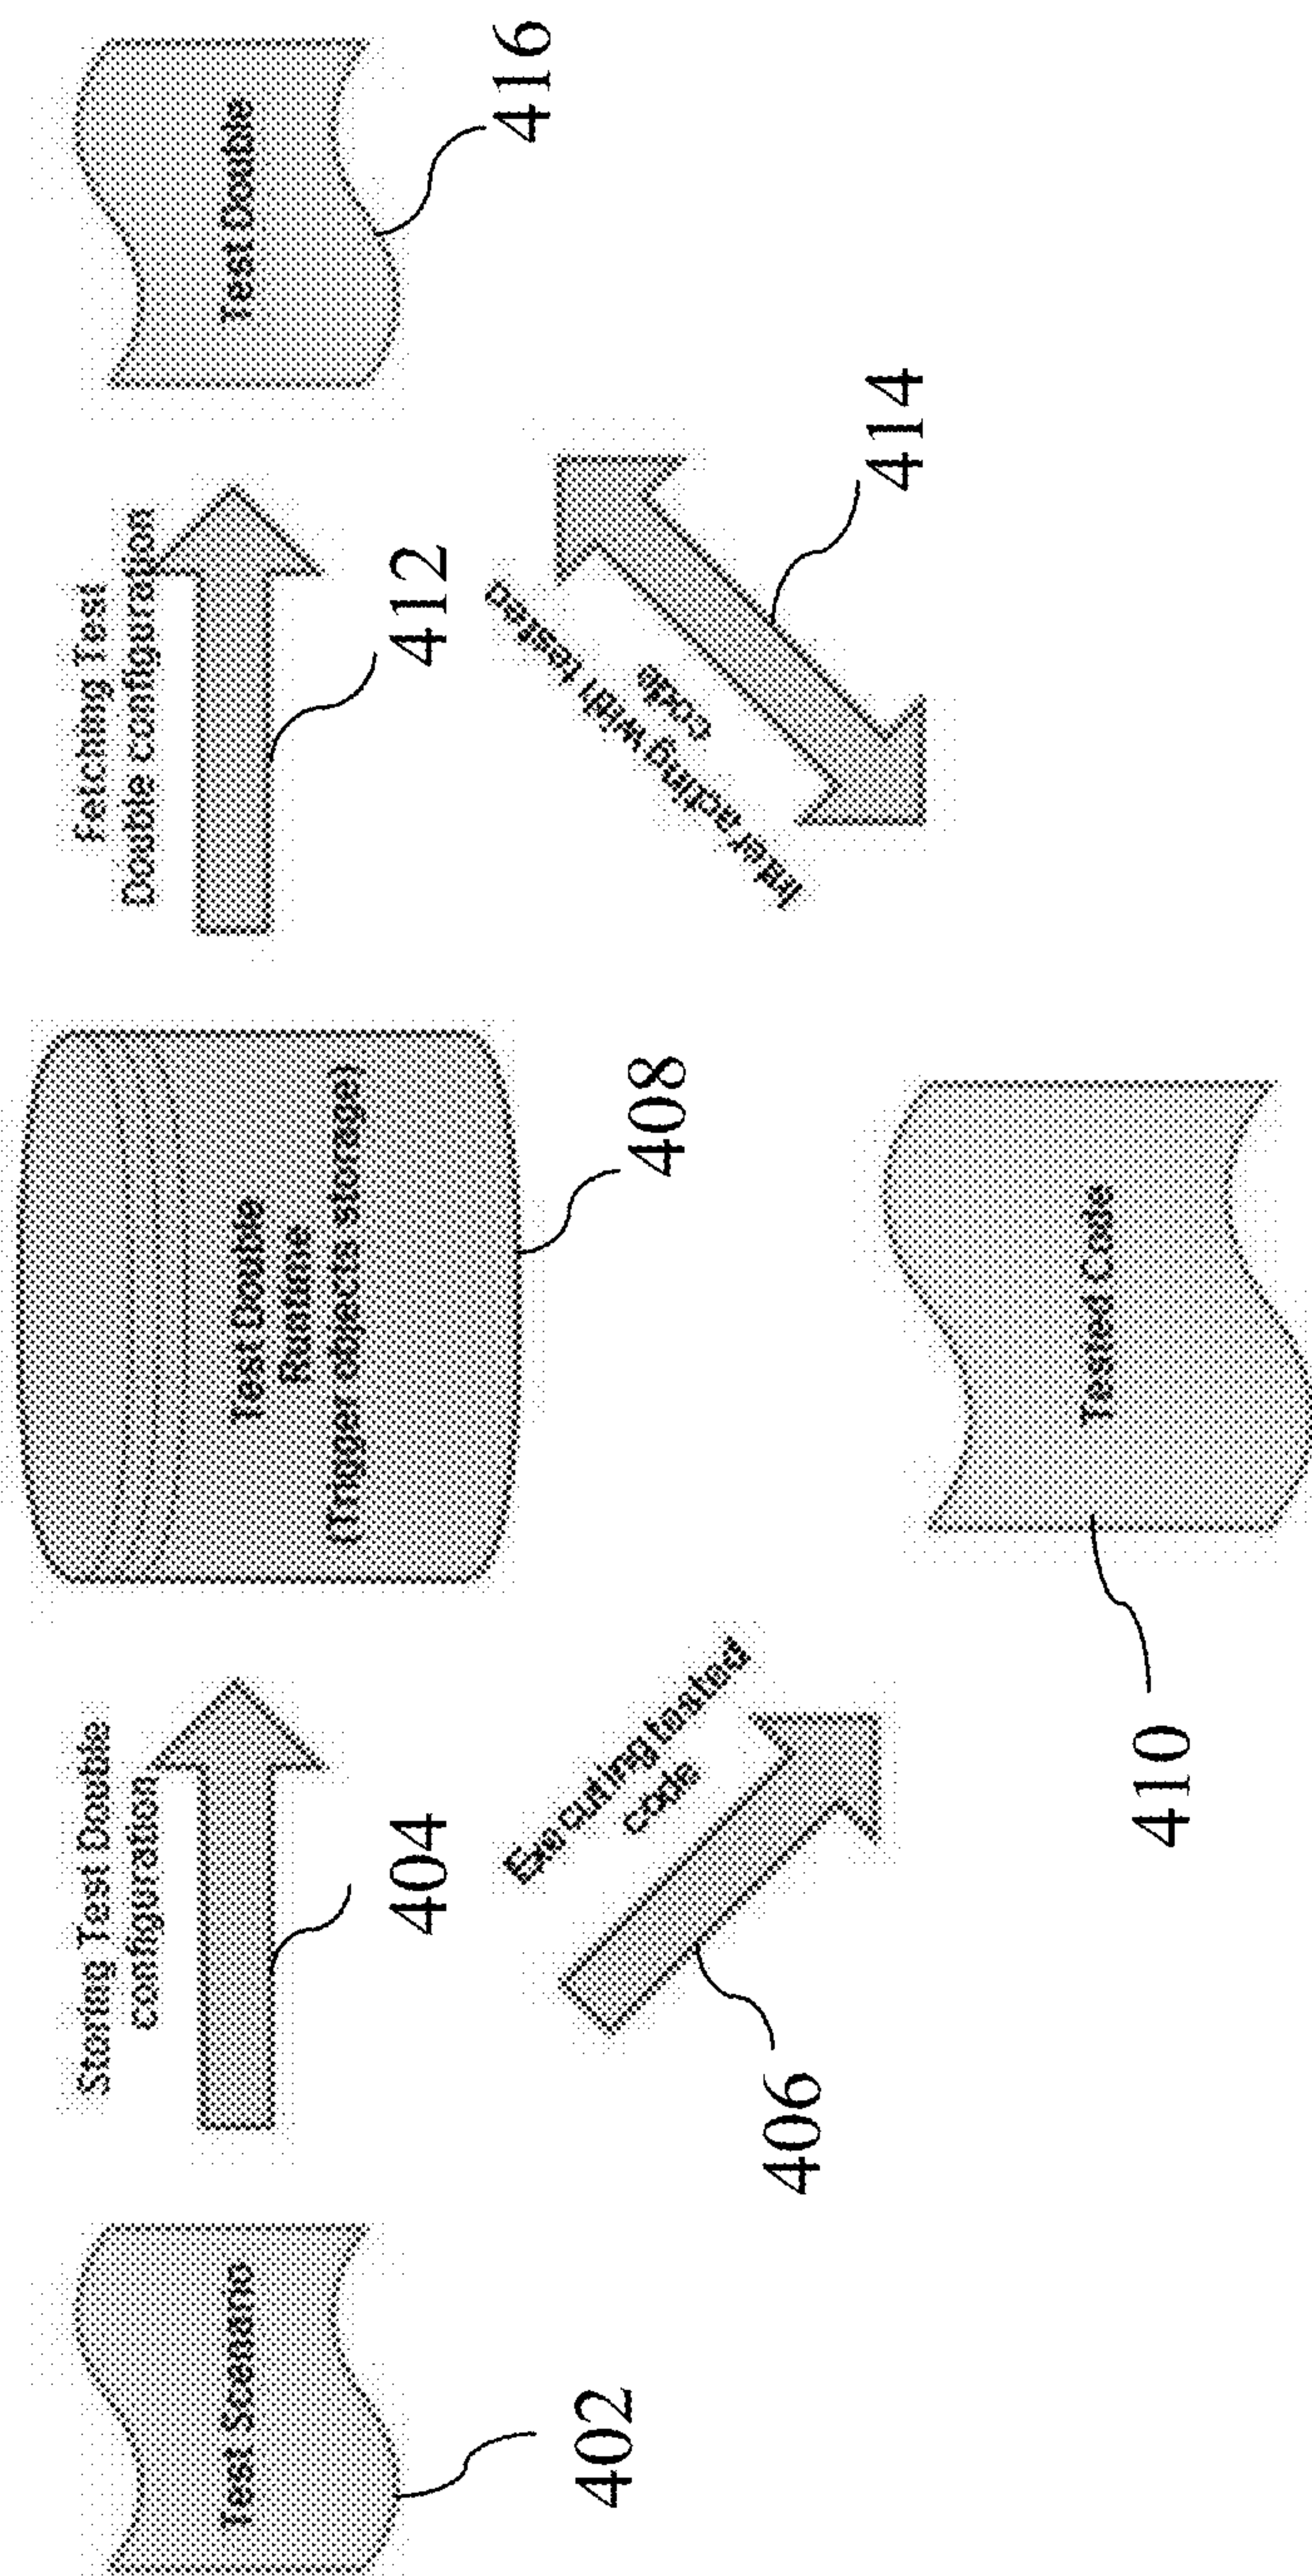 Storing Test Double
configuration
Fetching Test
Double configuration
Test Scenario
Test Double
Runtime
(Trigger objects storage)
Test Double
402
404
408
412
416
Executing tested
code
Interacting with tested
code
406
414
Tested Code
410